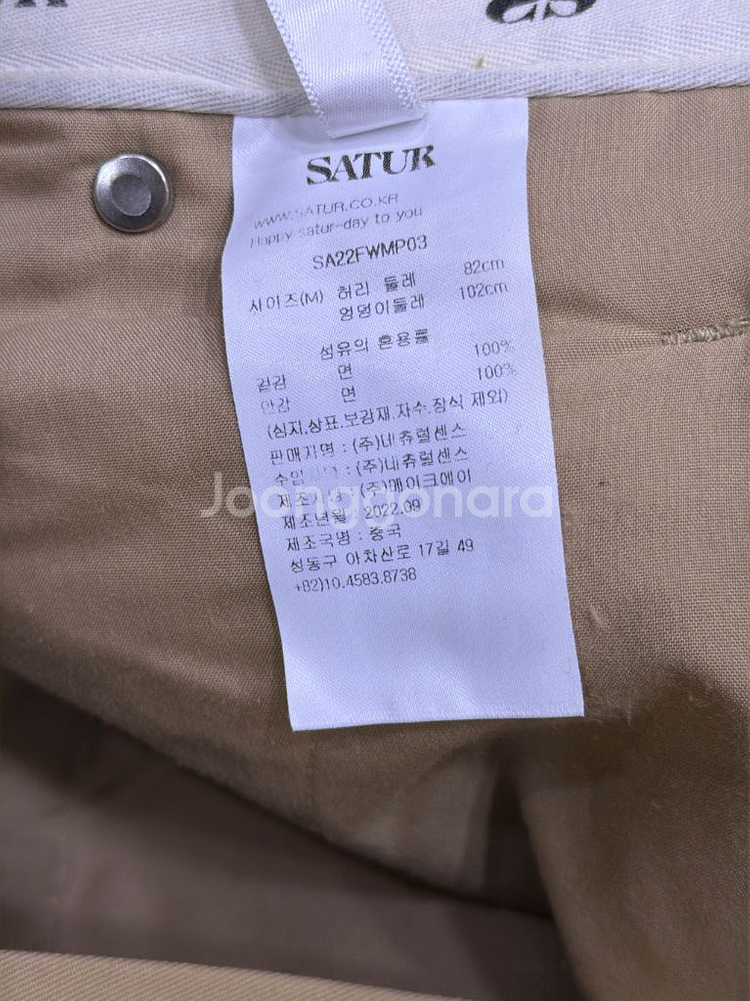 SATUR
WWW.SATUR.CO.KR
Happy satur-day to you
SA22FWMP03
사이즈(M) 허리 둘레 82cm
엉덩이둘레 102cm
섬유의 혼용률
겉감 면 100%
안감 면 100%
(심지,상표,보강재,자수,장식 제외)
판매자명 : (주)네츄럴센스
수입 : (주)네츄럴센스
제조 : (주)메이크에이
제조년월 : 2022.09
제조국명 : 중국
성동구 아차산로 17길 49
+82)10.4583.8738
Joonggonara